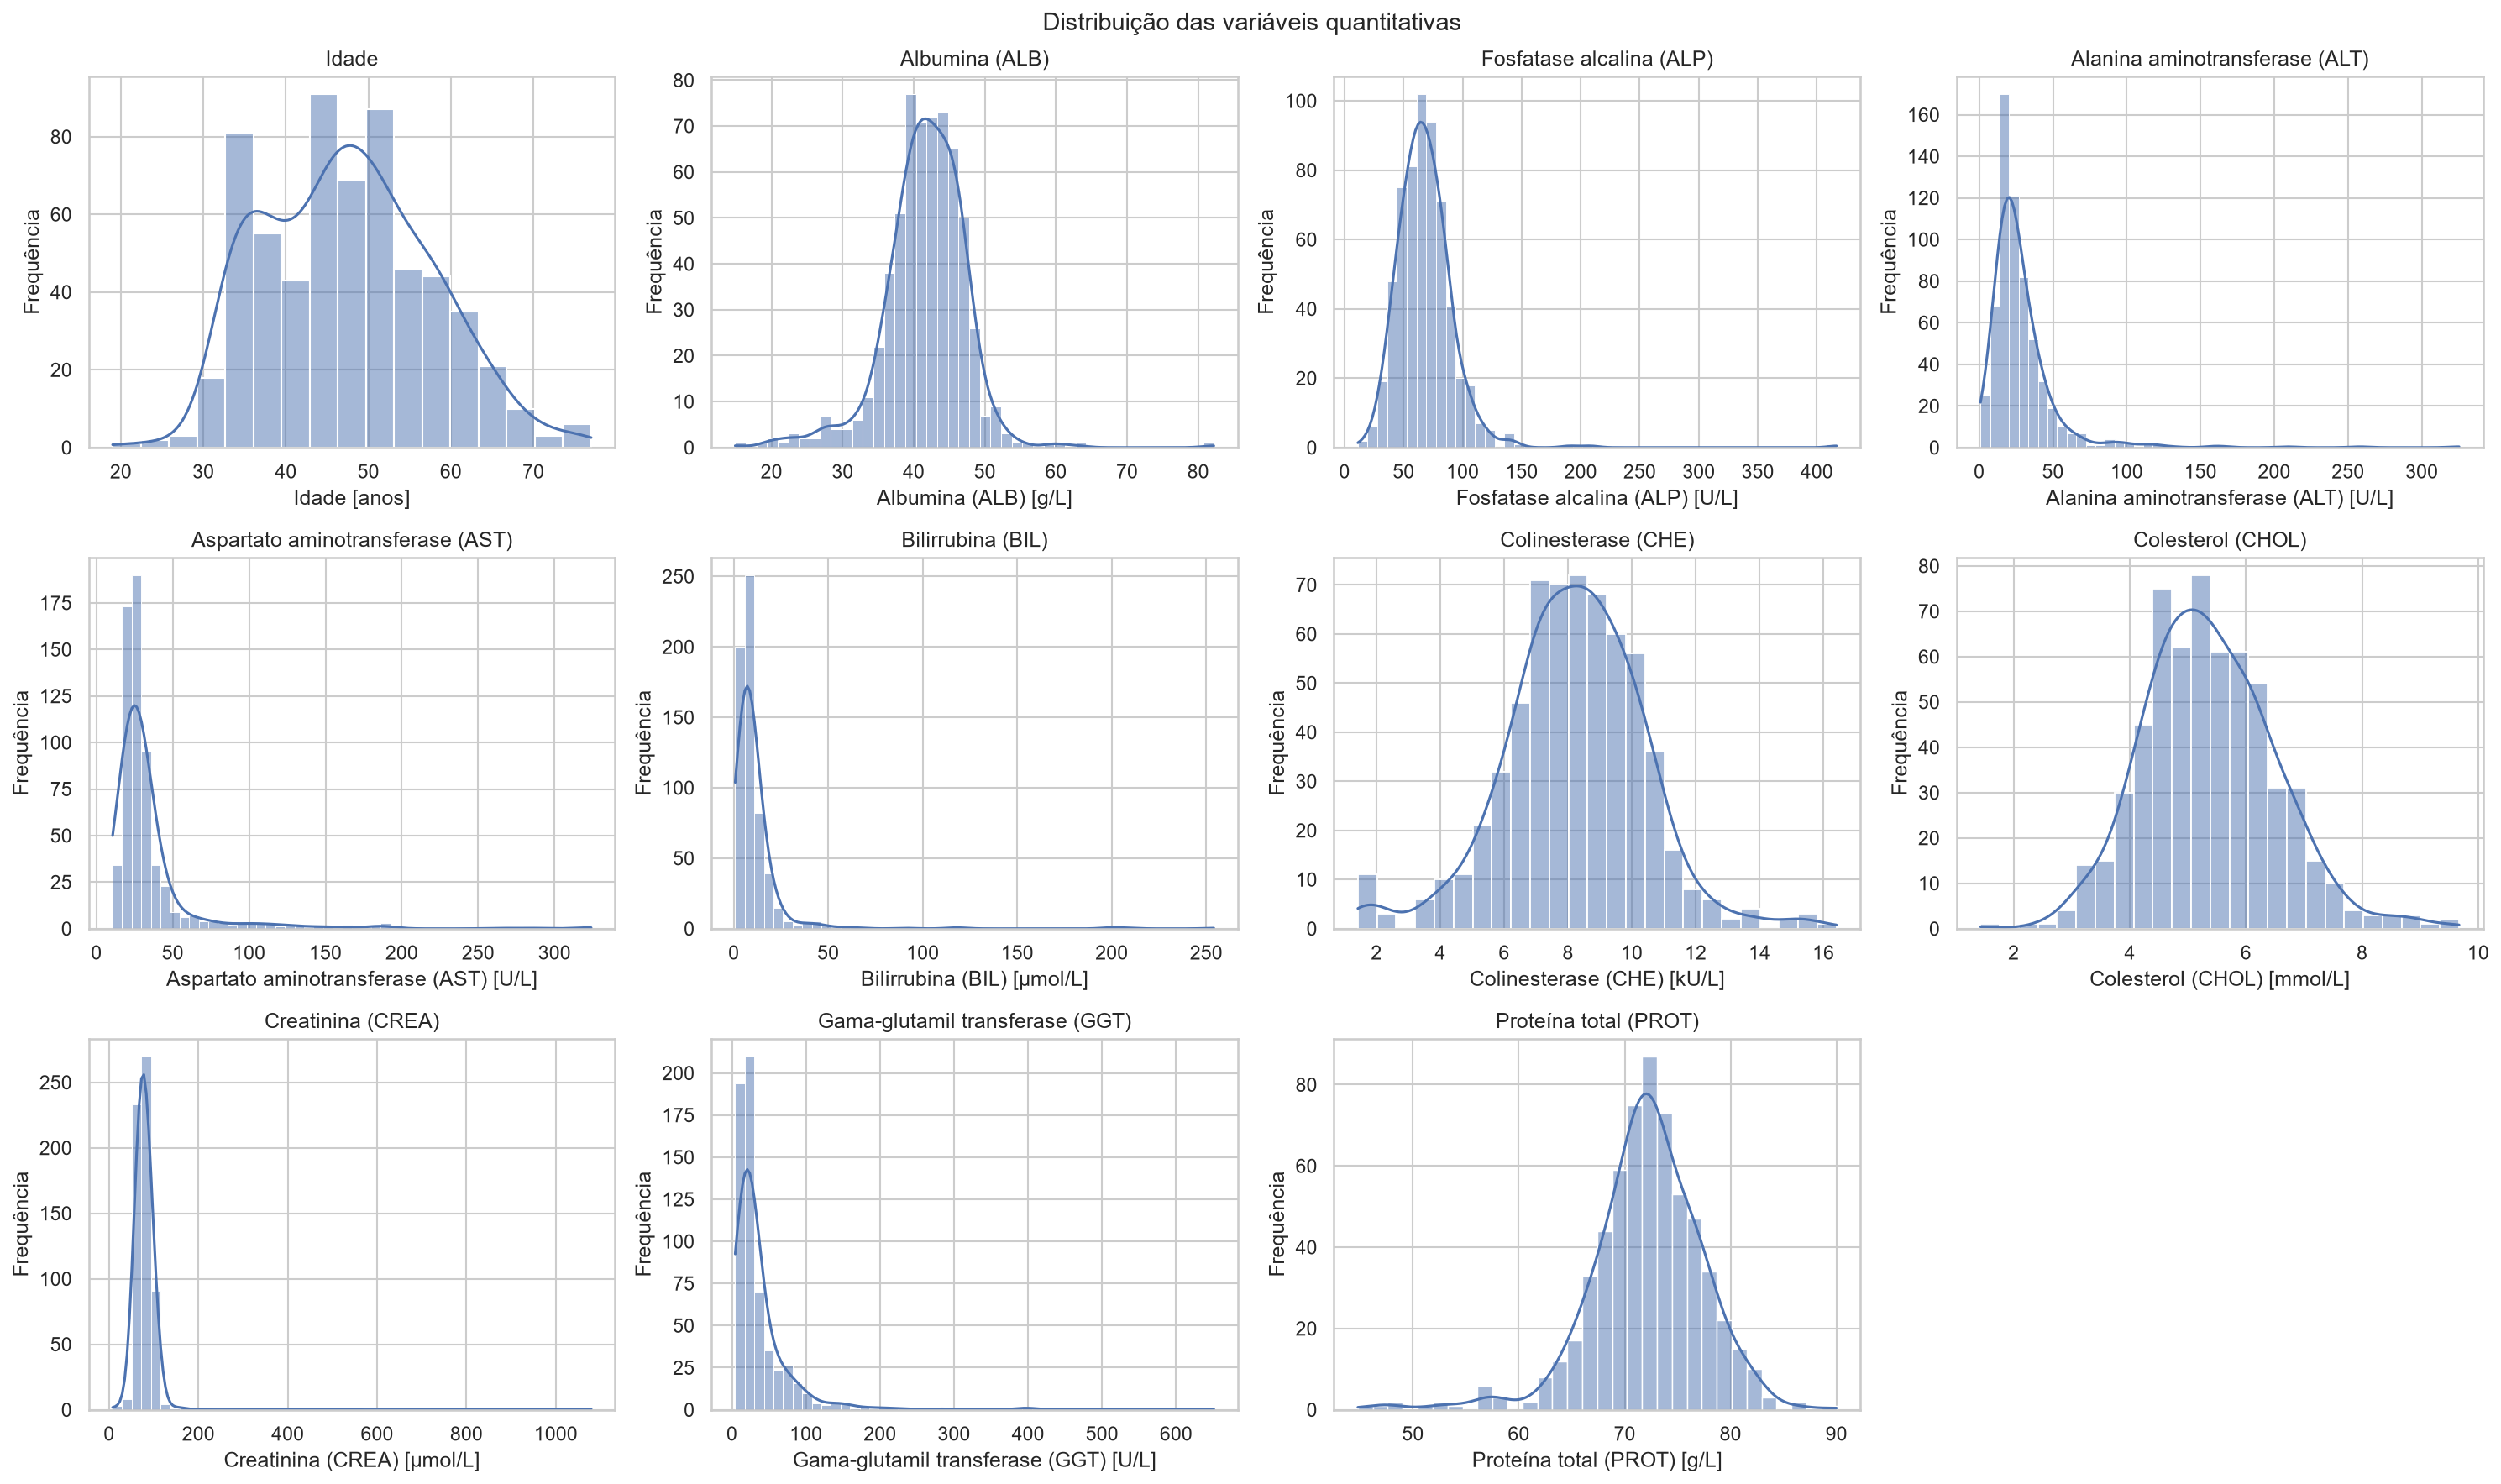 Distribuição das variáveis quantitativas
Idade
Frequência
80
60
40
20
0
20 30 40 50 60 70
Idade [anos]
Albumina (ALB)
Frequência
80
70
60
50
40
30
20
10
0
20 30 40 50 60 70 80
Albumina (ALB) [g/L]
Fosfatase alcalina (ALP)
Frequência
100
80
60
40
20
0
0 50 100 150 200 250 300 350 400
Fosfatase alcalina (ALP) [U/L]
Alanina aminotransferase (ALT)
Frequência
160
140
120
100
80
60
40
20
0
0 50 100 150 200 250 300
Alanina aminotransferase (ALT) [U/L]
Aspartato aminotransferase (AST)
Frequência
175
150
125
100
75
50
25
0
0 50 100 150 200 250 300
Aspartato aminotransferase (AST) [U/L]
Bilirrubina (BIL)
Frequência
250
200
150
100
50
0
0 50 100 150 200 250
Bilirrubina (BIL) [µmol/L]
Colinesterase (CHE)
Frequência
70
60
50
40
30
20
10
0
2 4 6 8 10 12 14 16
Colinesterase (CHE) [kU/L]
Colesterol (CHOL)
Frequência
80
70
60
50
40
30
20
10
0
2 4 6 8 10
Colesterol (CHOL) [mmol/L]
Creatinina (CREA)
Frequência
250
200
150
100
50
0
0 200 400 600 800 1000
Creatinina (CREA) [µmol/L]
Gama-glutamil transferase (GGT)
Frequência
200
175
150
125
100
75
50
25
0
0 100 200 300 400 500 600
Gama-glutamil transferase (GGT) [U/L]
Proteína total (PROT)
Frequência
80
60
40
20
0
50 60 70 80 90
Proteína total (PROT) [g/L]